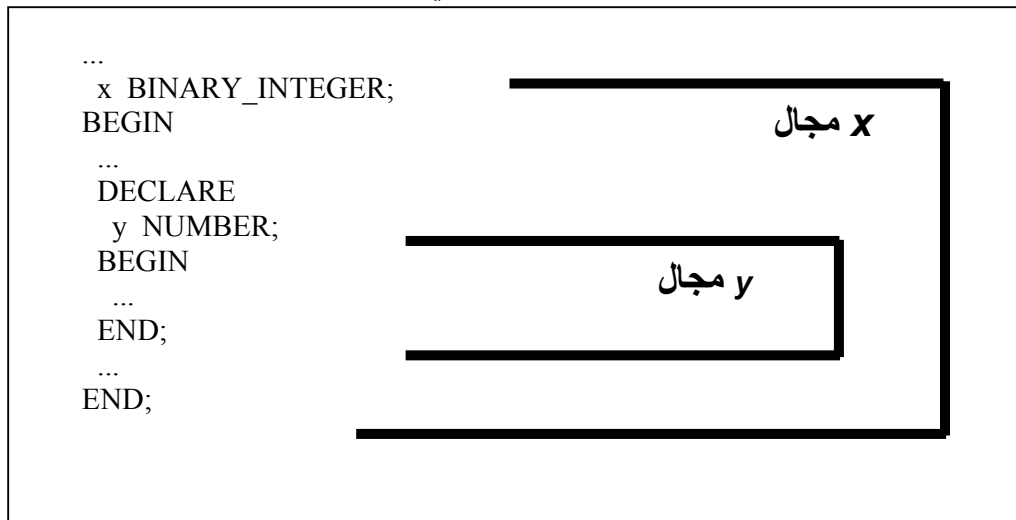 ...
x BINARY_INTEGER;
BEGIN
مجال x
...
DECLARE
y NUMBER;
BEGIN
مجال y
...
END;
...
END;